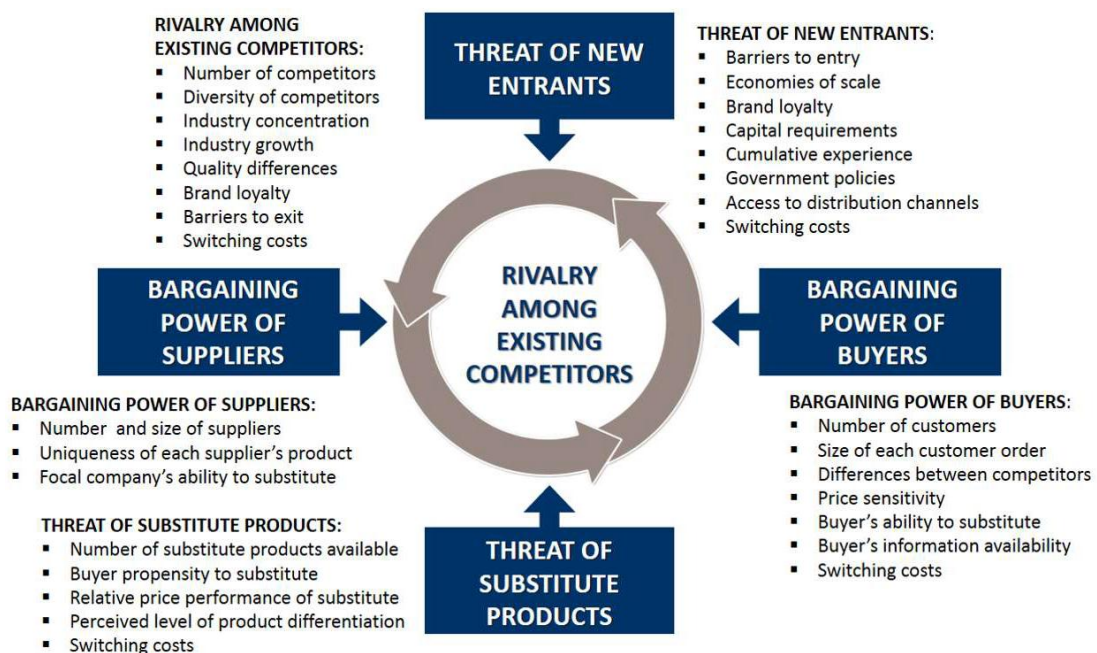 RIVALRY AMONG
EXISTING COMPETITORS:
▪ Number of competitors
▪ Diversity of competitors
▪ Industry concentration
▪ Industry growth
▪ Quality differences
▪ Brand loyalty
▪ Barriers to exit
▪ Switching costs
THREAT OF NEW
ENTRANTS
THREAT OF NEW ENTRANTS:
▪ Barriers to entry
▪ Economies of scale
▪ Brand loyalty
▪ Capital requirements
▪ Cumulative experience
▪ Government policies
▪ Access to distribution channels
▪ Switching costs
BARGAINING
POWER OF
SUPPLIERS
RIVALRY
AMONG
EXISTING
COMPETITORS
BARGAINING
POWER OF
BUYERS
BARGAINING POWER OF SUPPLIERS:
▪ Number and size of suppliers
▪ Uniqueness of each supplier's product
▪ Focal company's ability to substitute
BARGAINING POWER OF BUYERS:
▪ Number of customers
▪ Size of each customer order
▪ Differences between competitors
▪ Price sensitivity
▪ Buyer's ability to substitute
▪ Buyer's information availability
▪ Switching costs
THREAT OF SUBSTITUTE PRODUCTS:
▪ Number of substitute products available
▪ Buyer propensity to substitute
▪ Relative price performance of substitute
▪ Perceived level of product differentiation
▪ Switching costs
THREAT OF
SUBSTITUTE
PRODUCTS